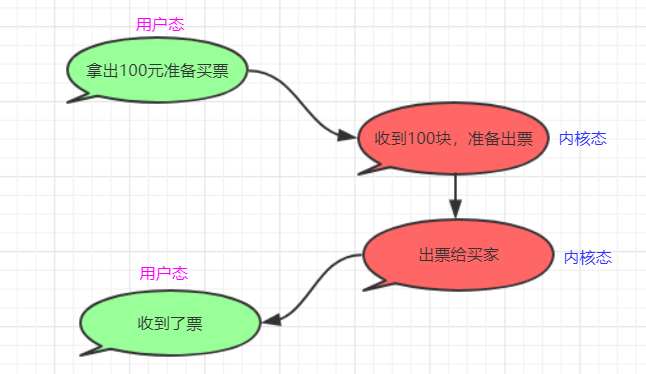 用户态
拿出100元准备买票
收到100块，准备出票
内核态
出票给买家
内核态
用户态
收到了票